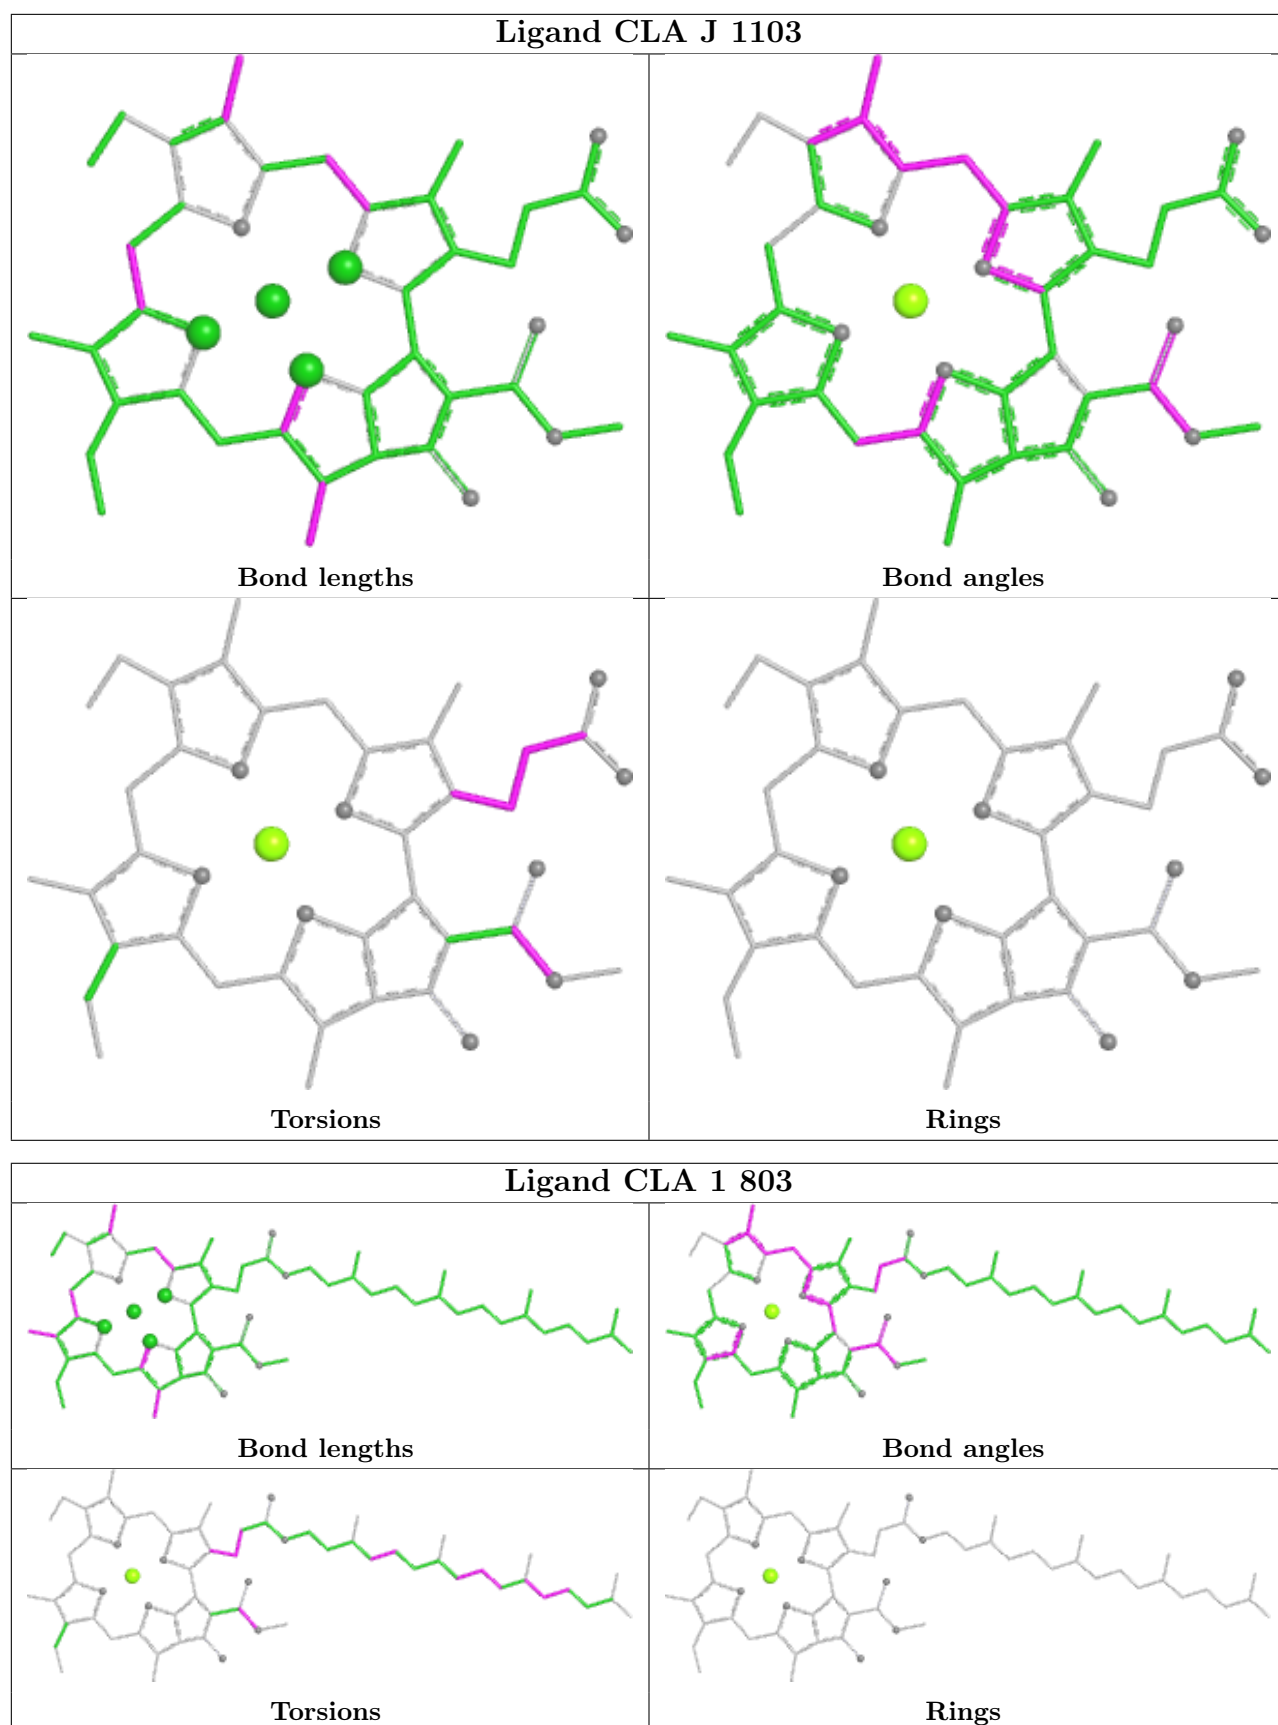 Ligand CLA J 1103
Bond lengths
Bond angles
Torsions
Rings
Ligand CLA 1 803
Bond lengths
Bond angles
Torsions
Rings